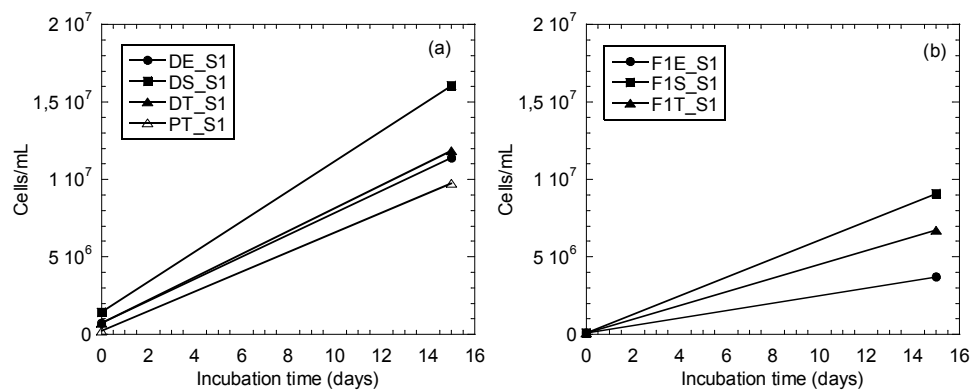 2 10⁷
1,5 10⁷
1 10⁷
5 10⁶
0
Cells/mL
(a)
DE_S1
DS_S1
DT_S1
PT_S1
0 2 4 6 8 10 12 14 16
Incubation time (days)
2 10⁷
1,5 10⁷
1 10⁷
5 10⁶
0
Cells/mL
(b)
F1E_S1
F1S_S1
F1T_S1
0 2 4 6 8 10 12 14 16
Incubation time (days)